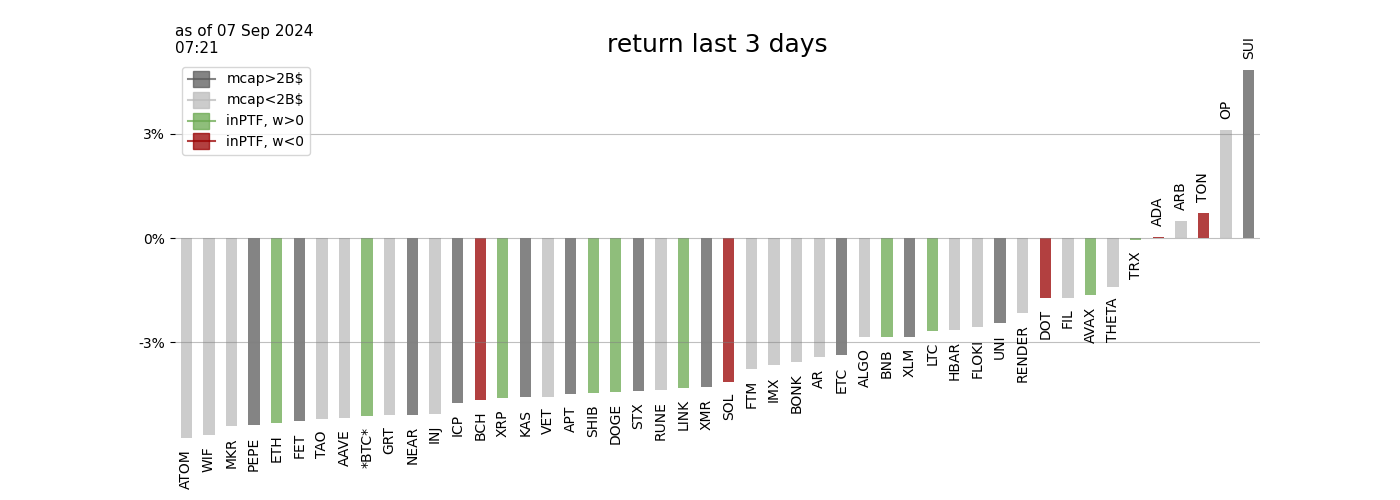 as of 07 Sep 2024
07:21
return last 3 days
mcap>2B$
mcap<2B$
inPTF, w>0
inPTF, w<0
3%
0%
-3%
ATOM
WIF
MKR
PEPE
ETH
FET
TAO
AAVE
*BTC*
GRT
NEAR
INJ
ICP
BCH
XRP
KAS
VET
APT
SHIB
DOGE
STX
RUNE
LINK
XMR
SOL
FTM
IMX
BONK
AR
ETC
ALGO
BNB
XLM
LTC
HBAR
FLOKI
UNI
RENDER
DOT
FIL
AVAX
THETA
TRX
ADA
ARB
TON
OP
SUI